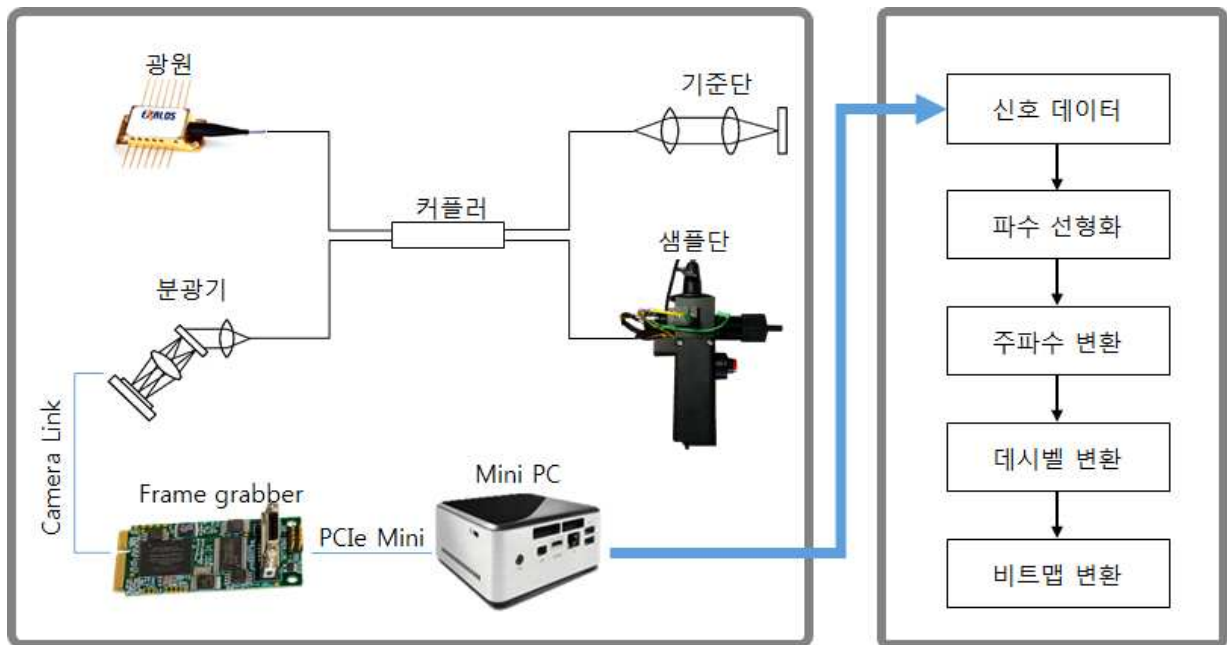 광원
EXALOS
기준단
커플러
샘플단
분광기
Camera Link
Frame grabber
PCIe Mini
Mini PC
신호 데이터
파수 선형화
주파수 변환
데시벨 변환
비트맵 변환